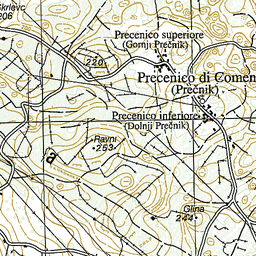 Skrlevc
206
Precenico superiore
(Gornji Prečnik)
220
Precenico di Comen
(Prečnik)
Precenico inferiore
(Dolnji Prečnik)
Ravni
253
a
Glina
244